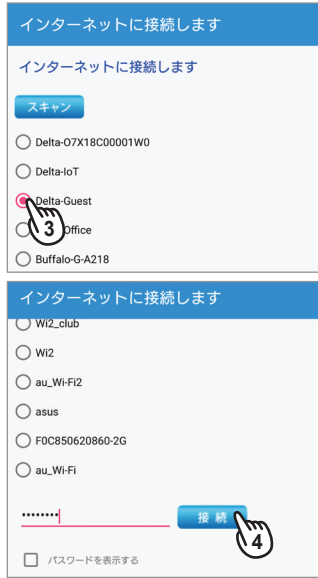 インターネットに接続します
インターネットに接続します
スキャン
Delta-O7X18C00001W0
Delta-IoT
Delta-Guest
3
Office
Buffalo-G-A218
インターネットに接続します
Wi2_club
Wi2
au_Wi-Fi2
asus
F0C850620860-2G
au_Wi-Fi
••••••••
接 続
4
パスワードを表示する